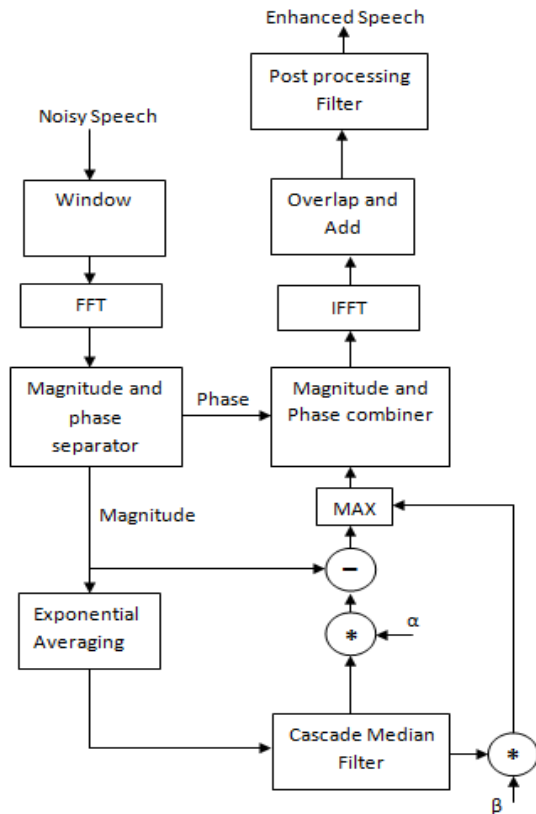 Enhanced Speech
Post processing
Filter
Noisy Speech
Window
Overlap and
Add
FFT
IFFT
Magnitude and
phase
separator
Phase
Magnitude and
Phase combiner
Magnitude
MAX
−
Exponential
Averaging
*
α
Cascade Median
Filter
*
β